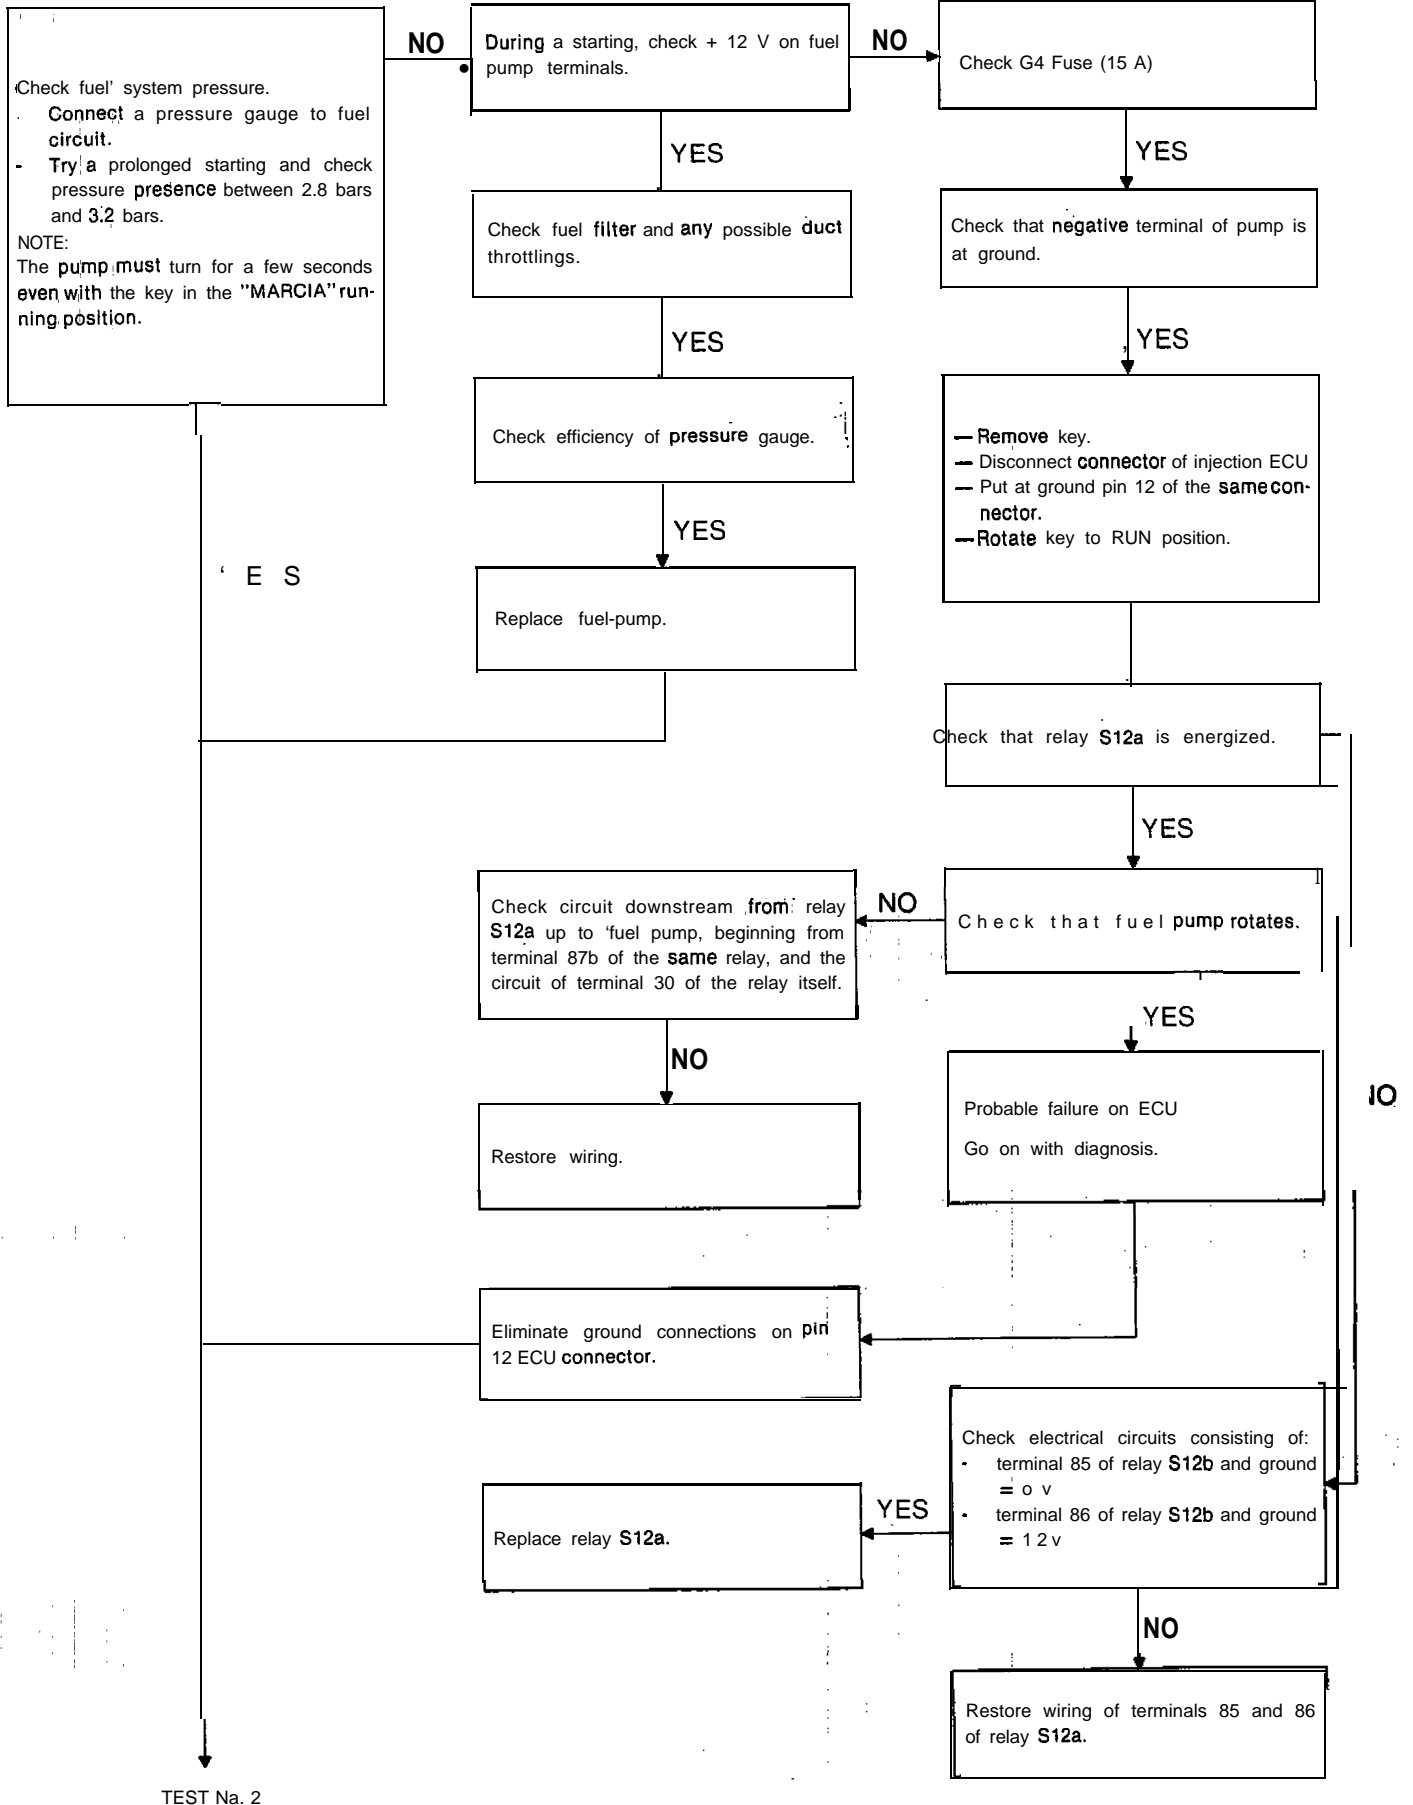 Check fuel' system pressure.
Connect a pressure gauge to fuel
circuit.
- Try a prolonged starting and check
pressure presence between 2.8 bars
and 3.2 bars.
NOTE:
The pump must turn for a few seconds
even with the key in the "MARCIA" run-
ning position.
NO
During a starting, check + 12 V on fuel
pump terminals.
NO
Check G4 Fuse (15 A)
YES
YES
Check fuel filter and any possible duct
throttlings.
Check that negative terminal of pump is
at ground.
YES
YES
Check efficiency of pressure gauge.
— Remove key.
— Disconnect connector of injection ECU
— Put at ground pin 12 of the same con-
nector.
— Rotate key to RUN position.
YES
' E S
Replace fuel-pump.
Check that relay S12a is energized.
YES
Check circuit downstream from relay
S12a up to 'fuel pump, beginning from
terminal 87b of the same relay, and the
circuit of terminal 30 of the relay itself.
NO
Check that fuel pump rotates.
YES
NO
Probable failure on ECU
Go on with diagnosis.
IO
Restore wiring.
Eliminate ground connections on pin
12 ECU connector.
Check electrical circuits consisting of:
- terminal 85 of relay S12b and ground
= o v
- terminal 86 of relay S12b and ground
= 1 2 v
YES
Replace relay S12a.
NO
Restore wiring of terminals 85 and 86
of relay S12a.
TEST Na. 2